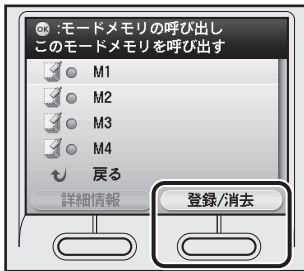 OK :モードメモリの呼び出し
このモードメモリを呼び出す
M1
M2
M3
M4
戻る
詳細情報
登録/消去